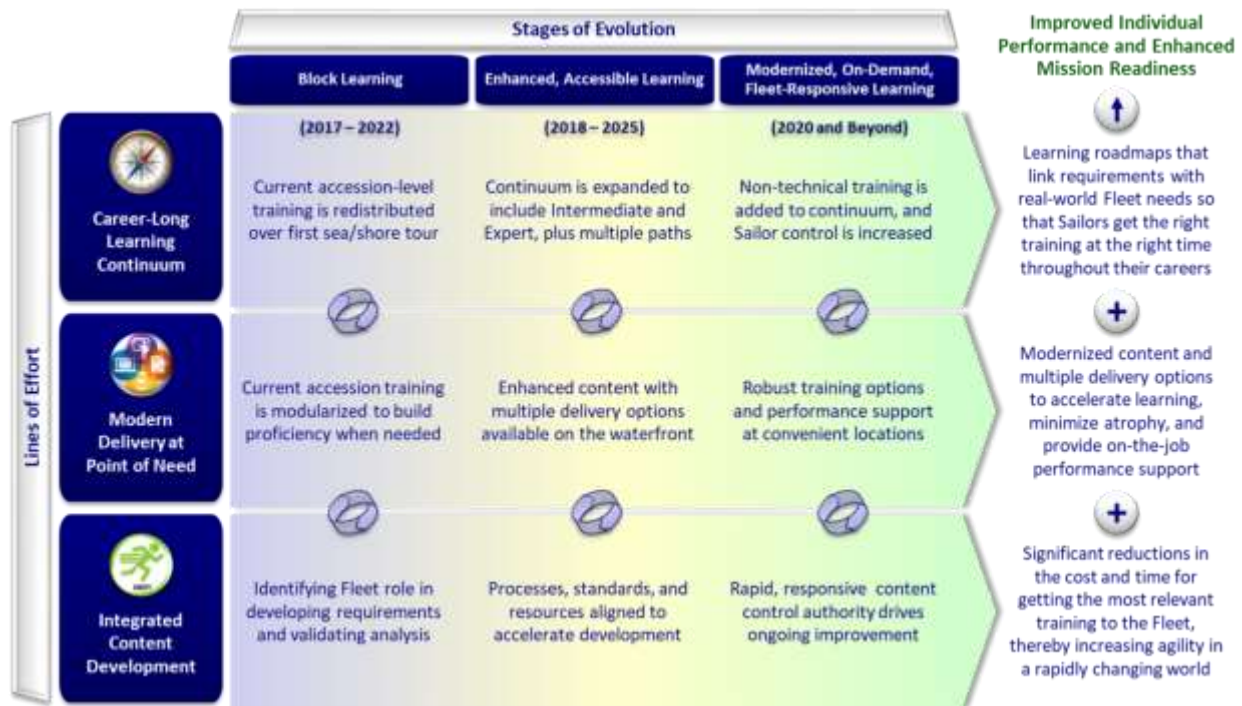 Stages of Evolution
Improved Individual
Performance and Enhanced
Mission Readiness
Block Learning
Enhanced, Accessible Learning
Modernized, On-Demand,
Fleet-Responsive Learning
Lines of Effort
Career-Long
Learning
Continuum
(2017 – 2022)
Current accession-level
training is redistributed
over first sea/shore tour
(2018 – 2025)
Continuum is expanded to
include Intermediate and
Expert, plus multiple paths
(2020 and Beyond)
Non-technical training is
added to continuum, and
Sailor control is increased
Learning roadmaps that
link requirements with
real-world Fleet needs so
that Sailors get the right
training at the right time
throughout their careers
+
Modern
Delivery at
Point of Need
Current accession training
is modularized to build
proficiency when needed
Enhanced content with
multiple delivery options
available on the waterfront
Robust training options
and performance support
at convenient locations
Modernized content and
multiple delivery options
to accelerate learning,
minimize atrophy, and
provide on-the-job
performance support
+
Integrated
Content
Development
Identifying Fleet role in
developing requirements
and validating analysis
Processes, standards, and
resources aligned to
accelerate development
Rapid, responsive content
control authority drives
ongoing improvement
Significant reductions in
the cost and time for
getting the most relevant
training to the Fleet,
thereby increasing agility in
a rapidly changing world